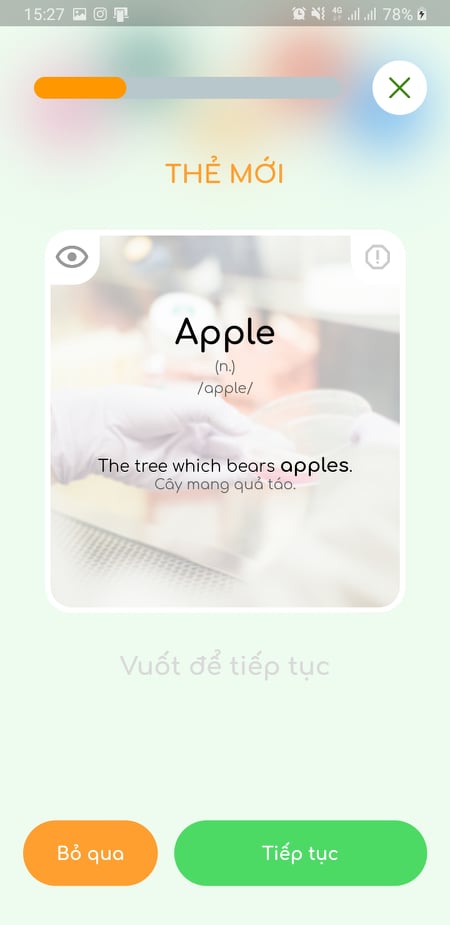 15:27 4G 78%
THẺ MỚI
Apple
(n.)
/apple/
The tree which bears apples.
Cây mang quả táo.
Vuốt để tiếp tục
Bỏ qua
Tiếp tục